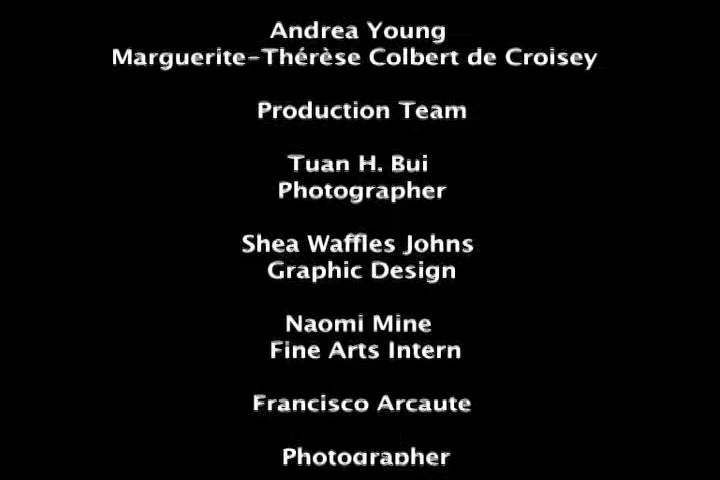 Andrea Young
Marguerite-Thérèse Colbert de Croisey
Production Team
Tuan H. Bui
Photographer
Shea Waffles Johns
Graphic Design
Naomi Mine
Fine Arts Intern
Francisco Arcaute
Photographer